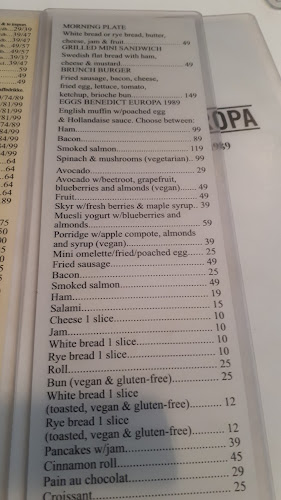 MORNING PLATE
White bread or rye bread, butter,
cheese, jam & fruit.................. 49
GRILLED MINI SANDWICH
Swedish flat bread with ham,
cheese & mustard.................. 49
BRUNCH BURGER
Fried sausage, bacon, cheese,
fried egg, lettuce, tomato,
ketchup, brioche bun............. 149
EGGS BENEDICT EUROPA 1989
English muffin w/poached egg
& Hollandaise sauce. Choose between:
Ham....................................... 99
Bacon..................................... 89
Smoked salmon.................... 119
Spinach & mushrooms (vegetarian).. 99
Avocado................................ 29
Avocado w/beetroot, grapefruit,
blueberries and almonds (vegan)....... 49
Fruit....................................... 49
Skyr w/fresh berries & maple syrup.. 39
Muesli yogurt w/blueberries and
almonds................................. 59
Porridge w/apple compote, almonds
and syrup (vegan)..................... 39
Mini omelette/fried/poached egg...... 25
Fried sausage........................... 49
Bacon...................................... 25
Smoked salmon........................ 49
Ham........................................ 19
Salami..................................... 15
Cheese 1 slice.......................... 10
Jam......................................... 10
White bread 1 slice................... 10
Rye bread 1 slice...................... 10
Roll......................................... 25
Bun (vegan & gluten-free)............. 25
White bread 1 slice
(toasted, vegan & gluten-free)......... 12
Rye bread 1 slice
(toasted, vegan & gluten-free)......... 12
Pancakes w/jam........................ 39
Cinnamon roll.......................... 45
Pain au chocolat....................... 29
Croissant................................. 25